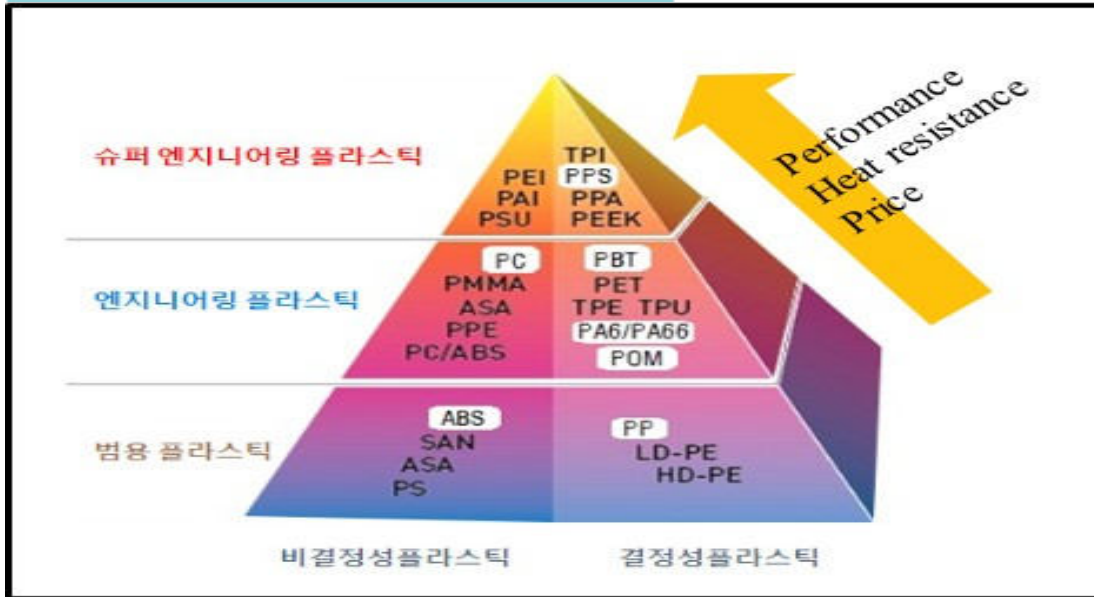 슈퍼 엔지니어링 플라스틱
TPI
PEI PPS
PAI PPA
PSU PEEK
Performance
Heat resistance
Price
엔지니어링 플라스틱
PC PBT
PMMA PET
ASA TPE TPU
PPE PA6/PA66
PC/ABS POM
범용 플라스틱
ABS PP
SAN LD-PE
ASA HD-PE
PS
비결정성플라스틱 결정성플라스틱